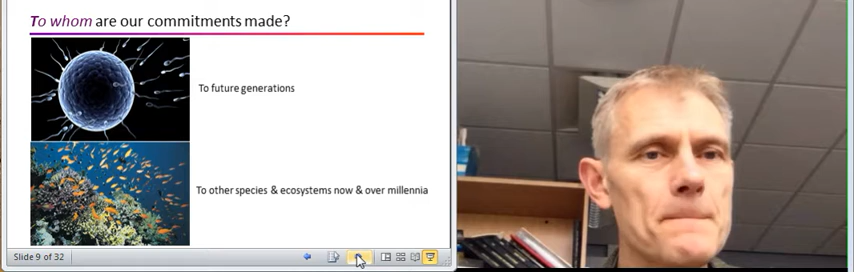 To whom are our commitments made?
To future generations
To other species & ecosystems now & over millennia
Slide 9 of 32